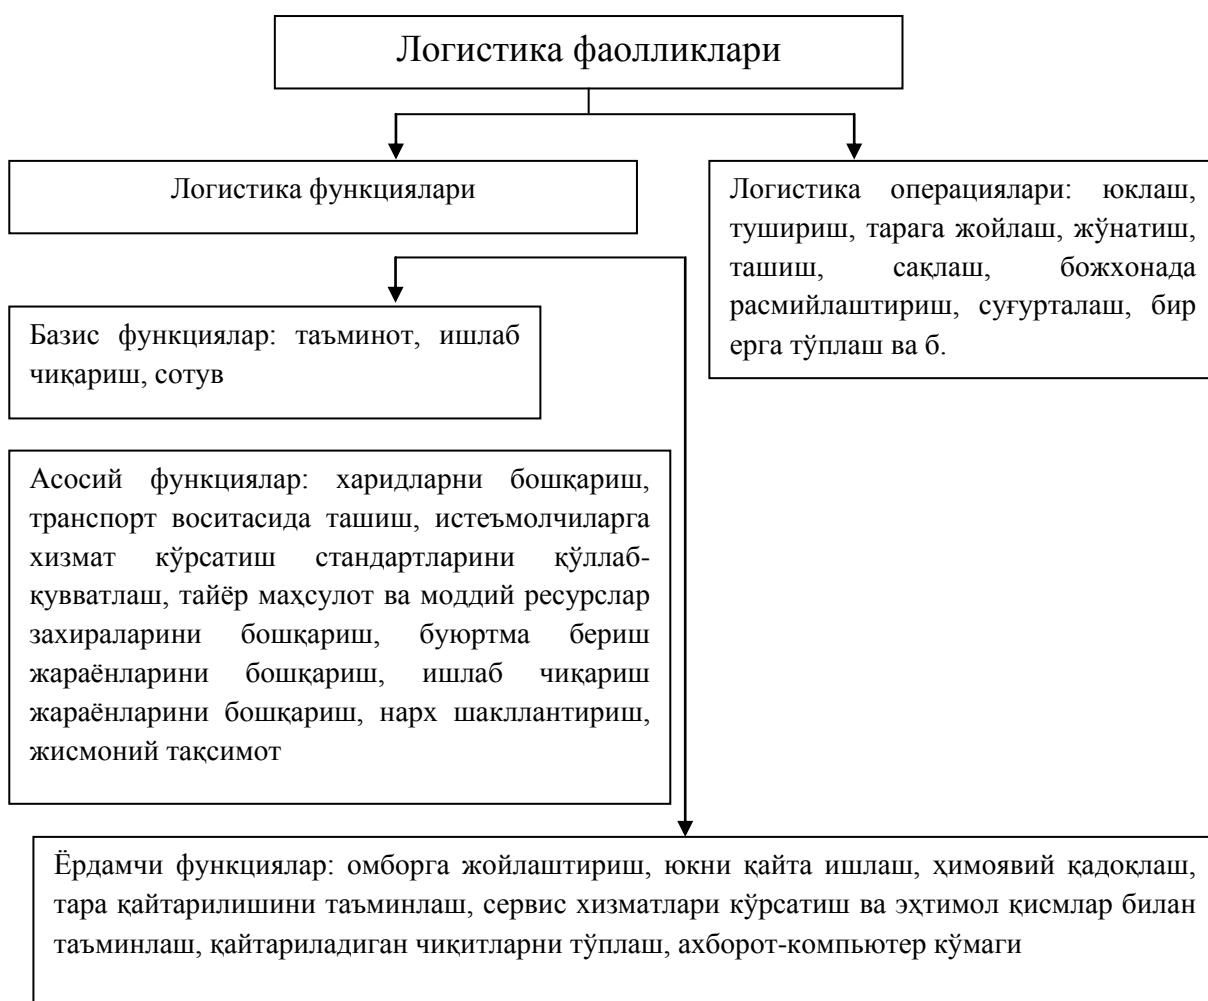 Логистика фаолликлари
Логистика функциялари
Логистика операциялари: юклаш,
тушириш, тарага жойлаш, жўнатиш,
ташиш, сақлаш, божхонада
расмийлаштириш, суғурталаш, бир
ерга тўплаш ва б.
Базис функциялар: таъминот, ишлаб
чиқариш, сотув
Асосий функциялар: харидларни бошқариш,
транспорт воситасида ташиш, истеъмолчиларга
хизмат кўрсатиш стандартларини қўллаб-
қувватлаш, тайёр маҳсулот ва моддий ресурслар
захираларини бошқариш, буюртма бериш
жараёнларини бошқариш, ишлаб чиқариш
жараёнларини бошқариш, нарх шакллантириш,
жисмоний тақсимот
Ёрдамчи функциялар: омборга жойлаштириш, юкни қайта ишлаш, ҳимоявий қадоқлаш,
тара қайтарилишини таъминлаш, сервис хизматлари кўрсатиш ва эҳтимол қисмлар билан
таъминлаш, қайтариладиган чиқитларни тўплаш, ахборот-компьютер кўмаги